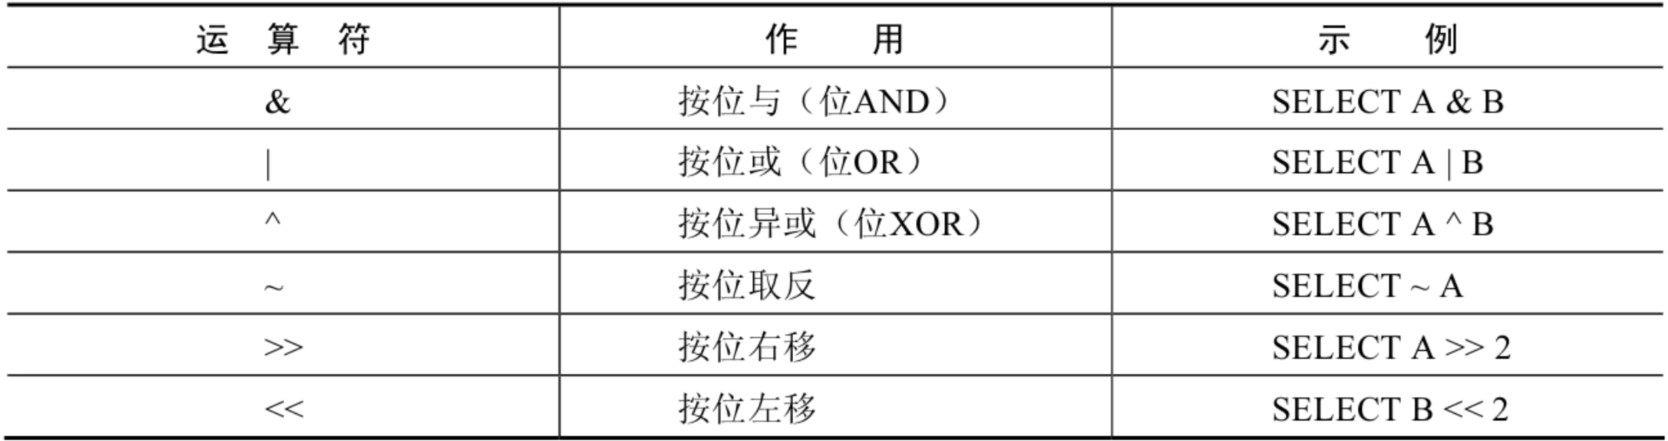 运 算 符 作 用 示 例
& 按位与（位AND） SELECT A & B
| 按位或（位OR） SELECT A | B
^ 按位异或（位XOR） SELECT A ^ B
~ 按位取反 SELECT ~ A
>> 按位右移 SELECT A >> 2
<< 按位左移 SELECT B << 2